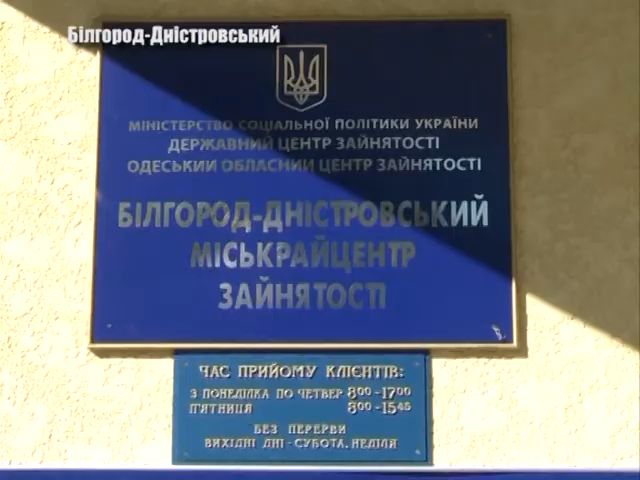 Білгород-Дністровський
МІНІСТЕРСТВО СОЦІАЛЬНОЇ ПОЛІТИКИ УКРАЇНИ
ДЕРЖАВНИЙ ЦЕНТР ЗАЙНЯТОСТІ
ОДЕСЬКИЙ ОБЛАСНИЙ ЦЕНТР ЗАЙНЯТОСТІ
БІЛГОРОД-ДНІСТРОВСЬКИЙ
МІСЬКРАЙЦЕНТР
ЗАЙНЯТОСТІ
ЧАС ПРИЙОМУ КЛІЄНТІВ:
З ПОНЕДІЛКА ПО ЧЕТВЕР 8⁰⁰-17⁰⁰
П'ЯТНИЦЯ 8⁰⁰-15⁴⁵
БЕЗ ПЕРЕРВИ
ВИХІДНІ ДНІ - СУБОТА, НЕДІЛЯ